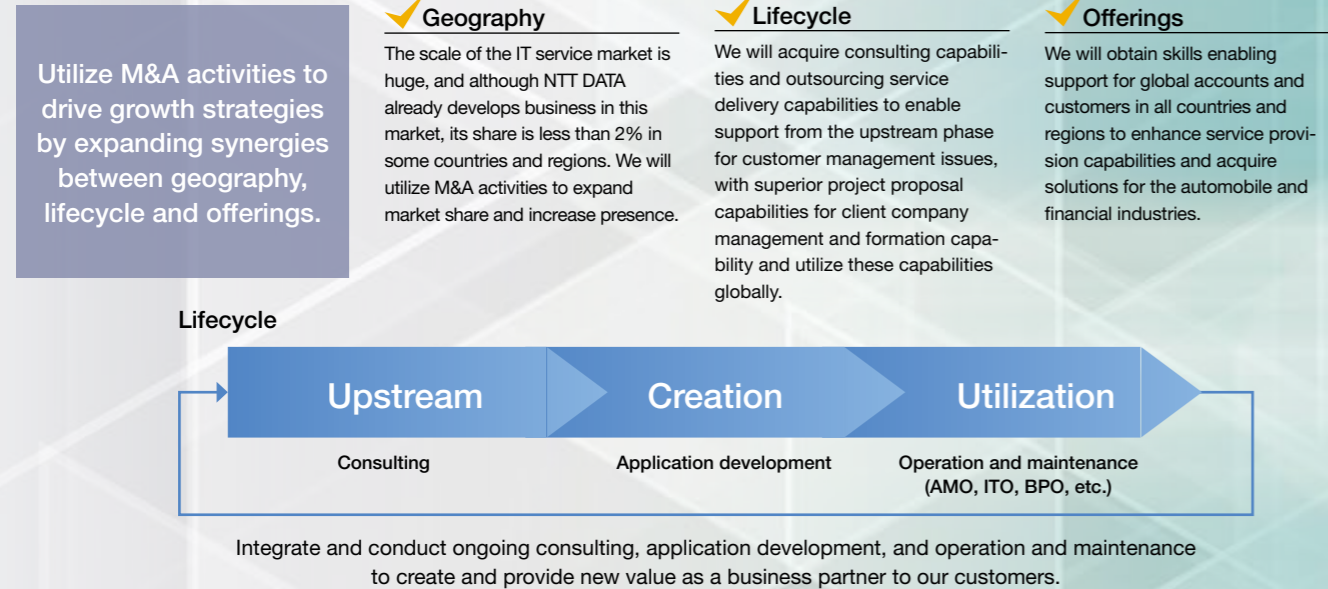 Utilize M&A activities to
drive growth strategies
by expanding synergies
between geography,
lifecycle and offerings.
Geography
The scale of the IT service market is
huge, and although NTT DATA
already develops business in this
market, its share is less than 2% in
some countries and regions. We will
utilize M&A activities to expand
market share and increase presence.
Lifecycle
We will acquire consulting capabili-
ties and outsourcing service
delivery capabilities to enable
support from the upstream phase
for customer management issues,
with superior project proposal
capabilities for client company
management and formation capa-
bility and utilize these capabilities
globally.
Offerings
We will obtain skills enabling
support for global accounts and
customers in all countries and
regions to enhance service provi-
sion capabilities and acquire
solutions for the automobile and
financial industries.
Lifecycle
Upstream
Creation
Utilization
Consulting
Application development
Operation and maintenance
(AMO, ITO, BPO, etc.)
Integrate and conduct ongoing consulting, application development, and operation and maintenance
to create and provide new value as a business partner to our customers.